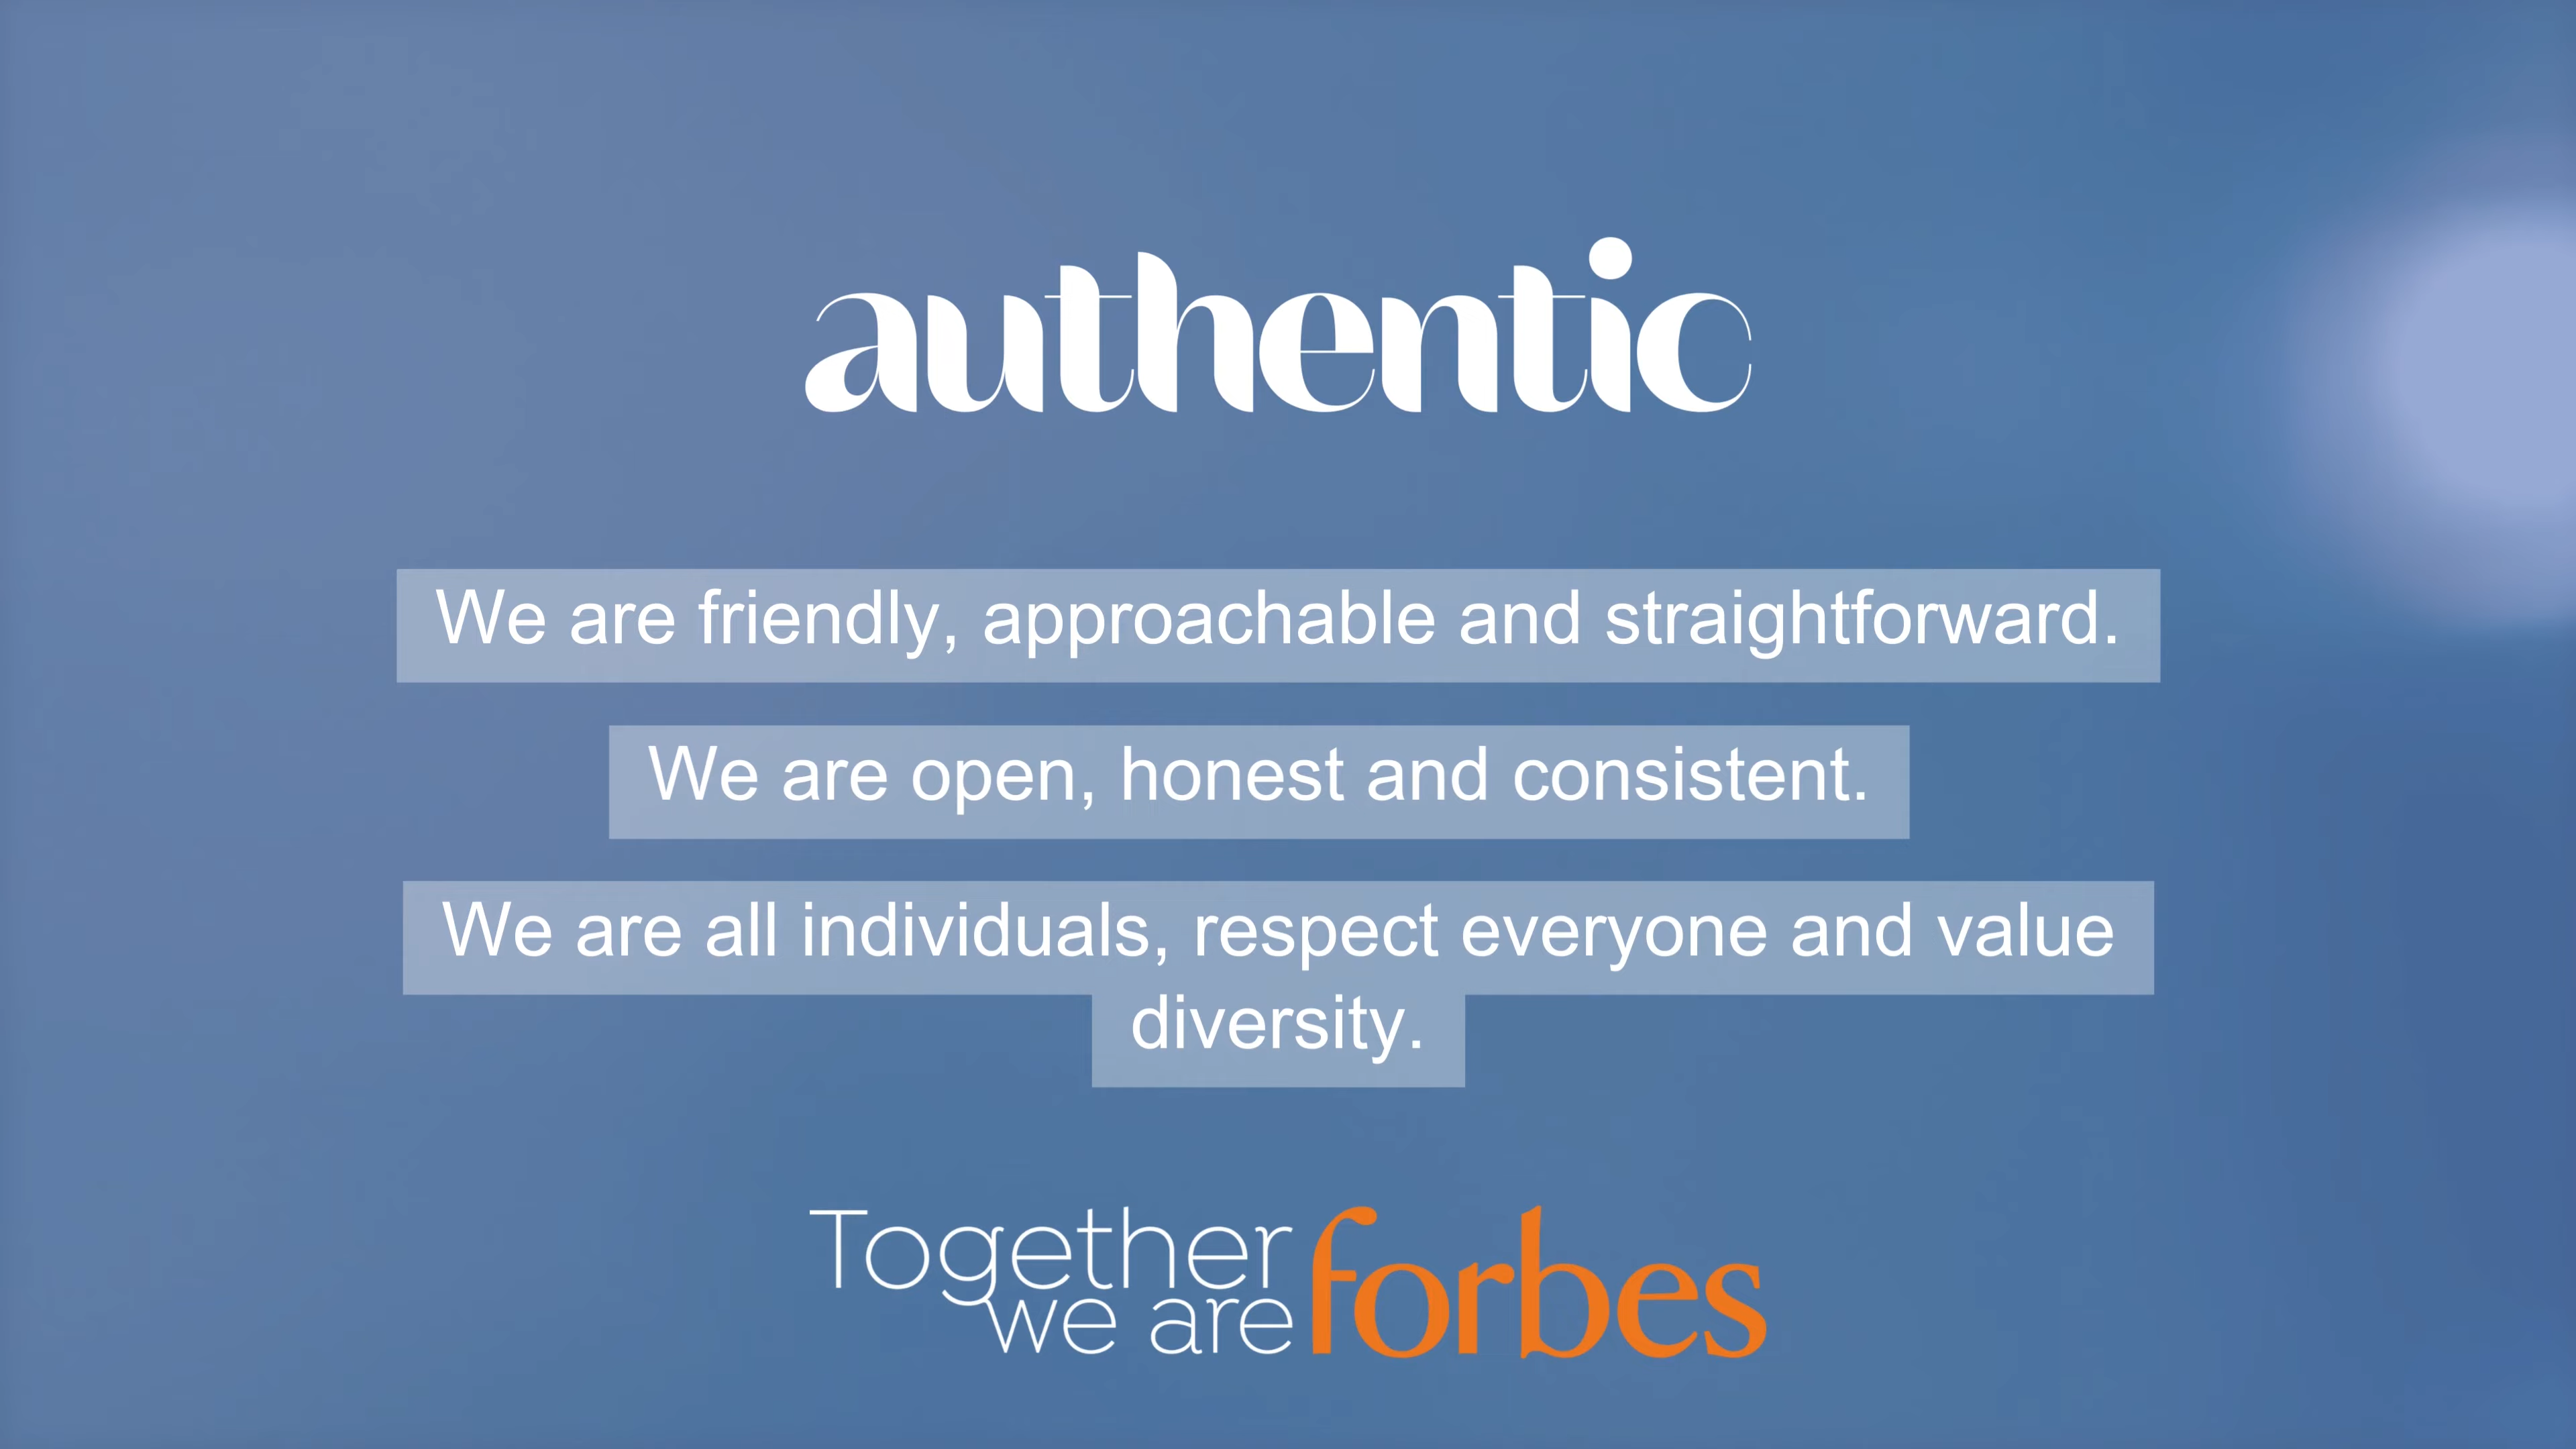 authentic
We are friendly, approachable and straightforward.
We are open, honest and consistent.
We are all individuals, respect everyone and value
diversity.
Together
we are forbes